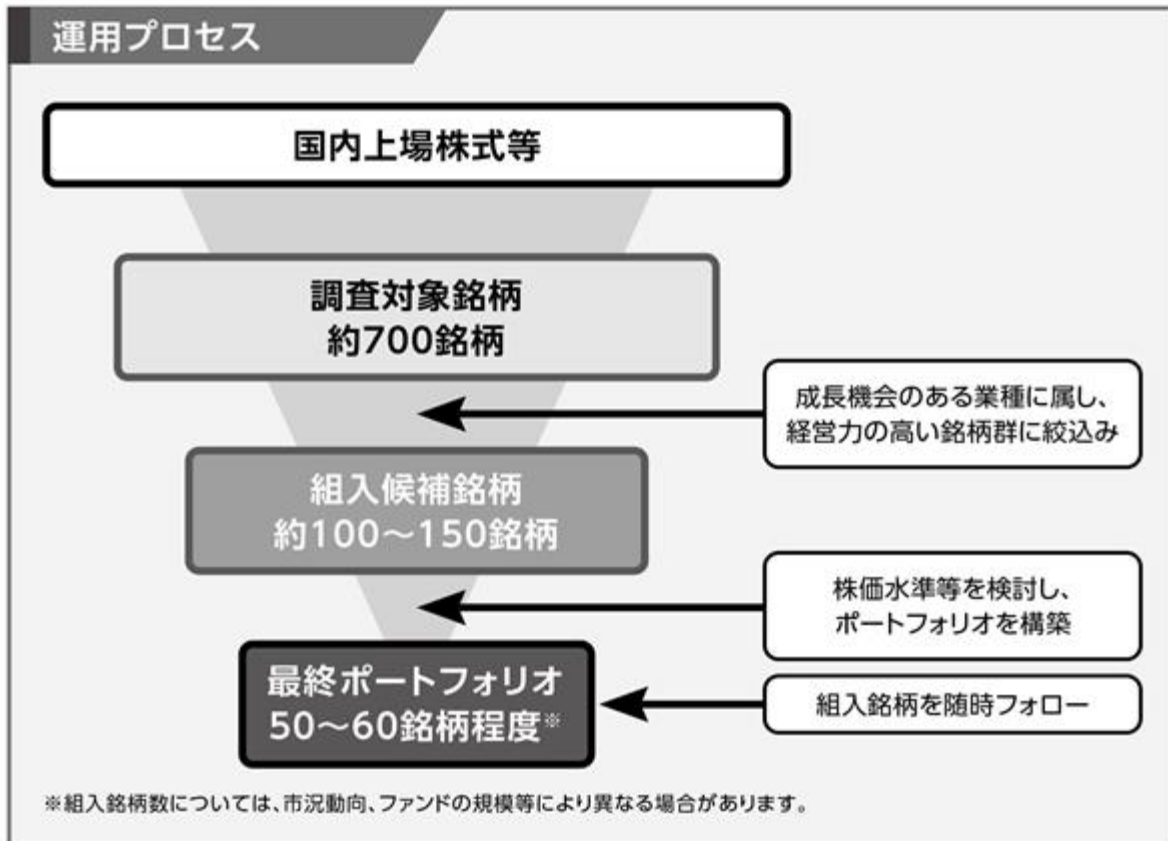 運用プロセス
国内上場株式等
調査対象銘柄
約700銘柄
成長機会のある業種に属し、
経営力の高い銘柄群に絞込み
組入候補銘柄
約100〜150銘柄
株価水準等を検討し、
ポートフォリオを構築
最終ポートフォリオ
50〜60銘柄程度※
組入銘柄を随時フォロー
※組入銘柄数については、市況動向、ファンドの規模等により異なる場合があります。